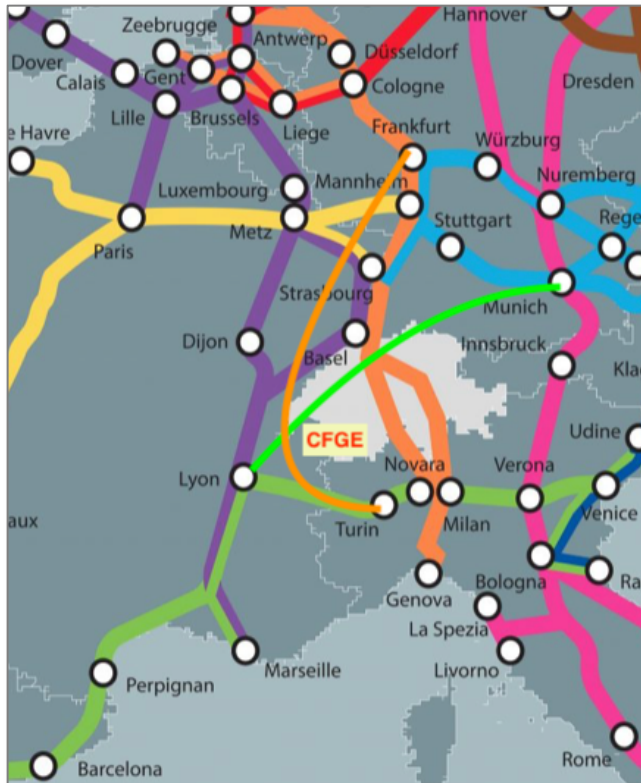 Zeebrugge
Hannover
Antwerp
Dover
Düsseldorf
Calais
Gent
Cologne
Dresden
Lille
Brussels
Liege
e Havre
Frankfurt
Würzburg
Luxembourg
Mannheim
Nuremberg
Paris
Metz
Stuttgart
Rege
Strasbourg
Munich
Dijon
Basel
Innsbruck
Kla
CFGE
Udine
Lyon
Novara
Verona
Turin
Milan
Venice
aux
Genova
Bologna
Ra
La Spezia
Marseille
Livorno
Perpignan
Barcelona
Rome